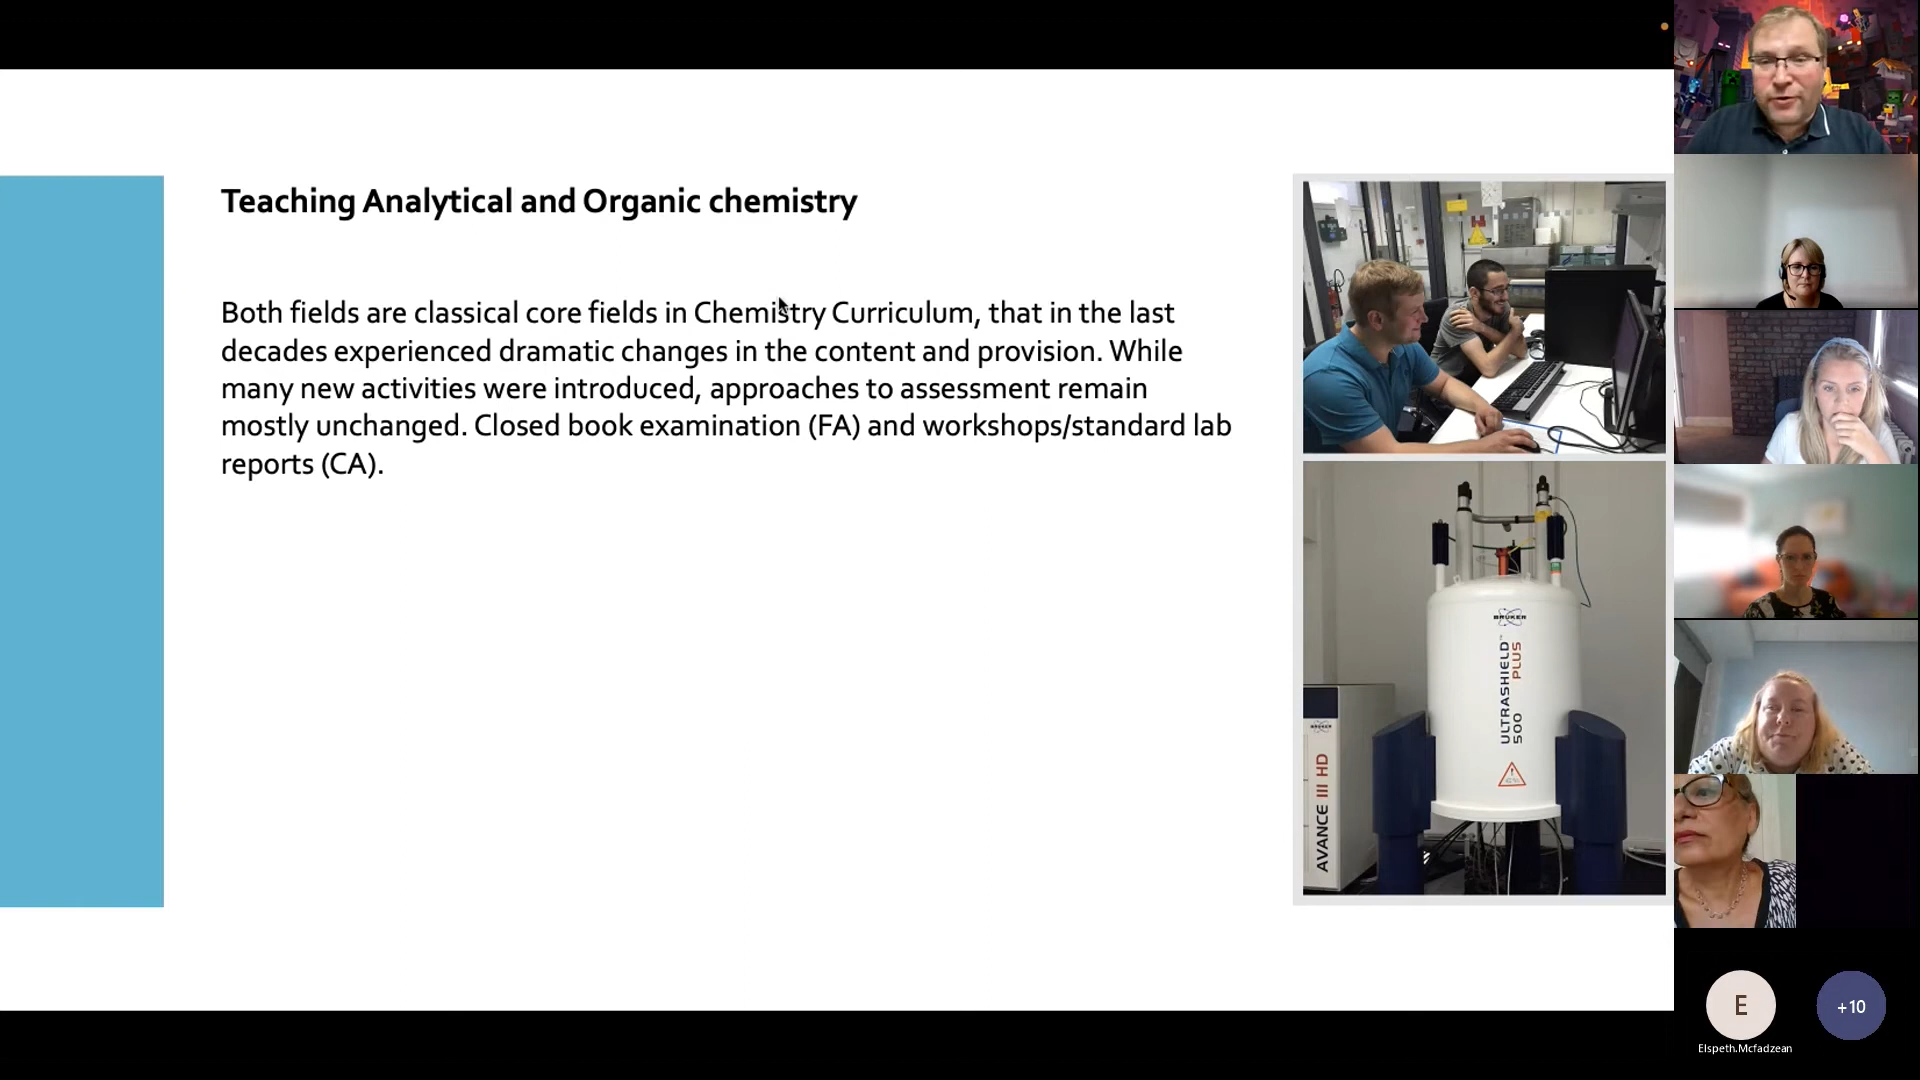 Teaching Analytical and Organic chemistry
Both fields are classical core fields in Chemistry Curriculum, that in the last
decades experienced dramatic changes in the content and provision. While
many new activities were introduced, approaches to assessment remain
mostly unchanged. Closed book examination (FA) and workshops/standard lab
reports (CA).
BRUKER
ULTRASHIELD™ PLUS
500
BRUKER
AVANCE III HD
E
+10
Elspeth.Mcfadzean